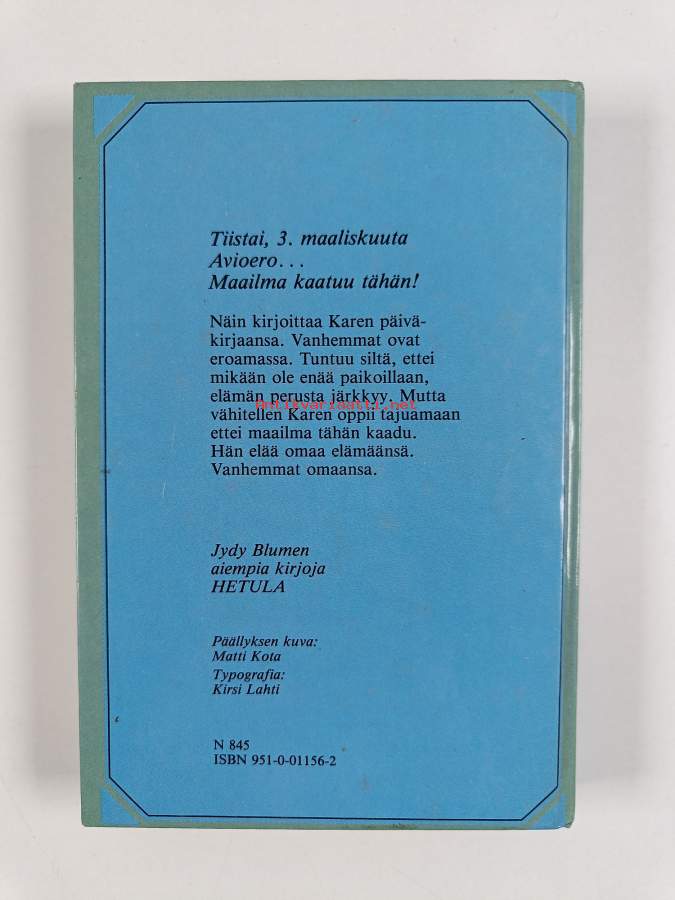 Tiistai, 3. maaliskuuta
Avioero...
Maailma kaatuu tähän!
Näin kirjoittaa Karen päivä-
kirjaansa. Vanhemmat ovat
eroamassa. Tuntuu siltä, ettei
mikään ole enää paikoillaan,
elämän perusta järkkyy. Mutta
Antikvariaatti.net
vähitellen Karen oppii tajuamaan
ettei maailma tähän kaadu.
Hän elää omaa elämäänsä.
Vanhemmat omaansa.
Jydy Blumen
aiempia kirjoja
HETULA
Päällyksen kuva:
Matti Kota
Typografia:
Kirsi Lahti
N 845
ISBN 951-0-01156-2